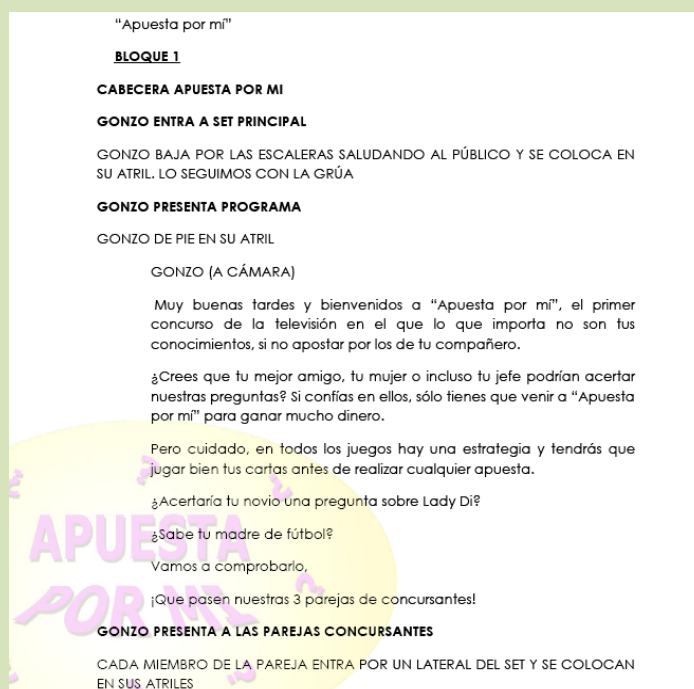 “Apuesta por mí”
BLOQUE 1
CABECERA APUESTA POR MI
GONZO ENTRA A SET PRINCIPAL
GONZO BAJA POR LAS ESCALERAS SALUDANDO AL PÚBLICO Y SE COLOCA EN
SU ATRIL. LO SEGUIMOS CON LA GRÚA
GONZO PRESENTA PROGRAMA
GONZO DE PIE EN SU ATRIL
GONZO (A CÁMARA)
Muy buenas tardes y bienvenidos a “Apuesta por mí”, el primer
concurso de la televisión en el que lo que importa no son tus
conocimientos, si no apostar por los de tu compañero.
¿Crees que tu mejor amigo, tu mujer o incluso tu jefe podrían acertar
nuestras preguntas? Si confías en ellos, sólo tienes que venir a “Apuesta
por mí” para ganar mucho dinero.
Pero cuidado, en todos los juegos hay una estrategia y tendrás que
jugar bien tus cartas antes de realizar cualquier apuesta.
¿Acertaría tu novio una pregunta sobre Lady Di?
¿Sabe tu madre de fútbol?
Vamos a comprobarlo,
¡Que pasen nuestras 3 parejas de concursantes!
GONZO PRESENTA A LAS PAREJAS CONCURSANTES
CADA MIEMBRO DE LA PAREJA ENTRA POR UN LATERAL DEL SET Y SE COLOCAN
EN SUS ATRILES
APUESTA
POR MI